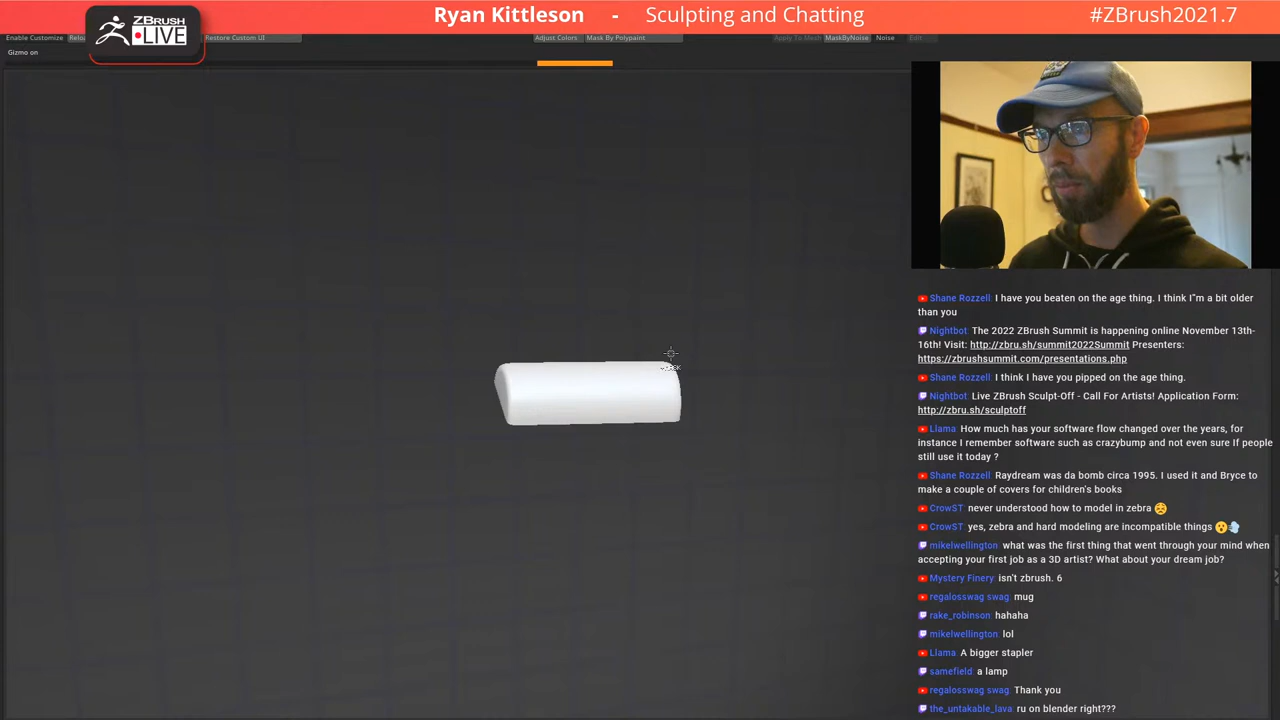 Ryan Kittleson - Sculpting and Chatting #ZBrush2021.7
ZBRUSH
LIVE
Enable Customize Reloa Restore Custom UI Adjust Colors Mask By Polypaint Apply To Mesh MaskByNoise Noise Edit
Gizmo on
Shane Rozzell: I have you beaten on the age thing. I think I"m a bit older
than you
Nightbot: The 2022 ZBrush Summit is happening online November 13th-
16th! Visit: http://zbru.sh/summit2022Summit Presenters:
https://zbrushsummit.com/presentations.php
Shane Rozzell: I think I have you pipped on the age thing.
Nightbot: Live ZBrush Sculpt-Off - Call For Artists! Application Form:
http://zbru.sh/sculptoff
Llama: How much has your software flow changed over the years, for
instance I remember software such as crazybump and not even sure If people
still use it today ?
Shane Rozzell: Raydream was da bomb circa 1995. I used it and Bryce to
make a couple of covers for children's books
CrowST: never understood how to model in zebra 😩
CrowST: yes, zebra and hard modeling are incompatible things 😮💨
mikelwellington: what was the first thing that went through your mind when
accepting your first job as a 3D artist? What about your dream job?
Mystery Finery: isn't zbrush. 6
regalosswag swag: mug
rake_robinson: hahaha
mikelwellington: lol
Llama: A bigger stapler
samefield: a lamp
regalosswag swag: Thank you
the_untakable_lava: ru on blender right???